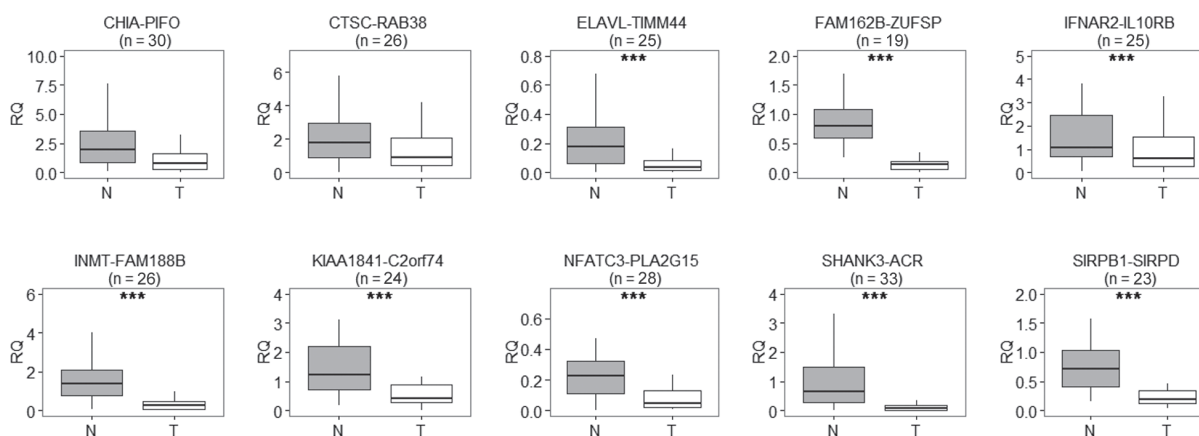 CHIA-PIFO
(n = 30)
RQ
10.0
7.5
5.0
2.5
0.0
N T
CTSC-RAB38
(n = 26)
RQ
6
4
2
0
N T
ELAVL-TIMM44
(n = 25)
***
RQ
0.8
0.6
0.4
0.2
0.0
N T
FAM162B-ZUFSP
(n = 19)
***
RQ
2.0
1.5
1.0
0.5
0.0
N T
IFNAR2-IL10RB
(n = 25)
***
RQ
5
4
3
2
1
0
N T
INMT-FAM188B
(n = 26)
***
RQ
6
4
2
0
N T
KIAA1841-C2orf74
(n = 24)
***
RQ
4
3
2
1
0
N T
NFATC3-PLA2G15
(n = 28)
***
RQ
0.6
0.4
0.2
0.0
N T
SHANK3-ACR
(n = 33)
***
RQ
4
3
2
1
0
N T
SIRPB1-SIRPD
(n = 23)
***
RQ
2.0
1.5
1.0
0.5
0.0
N T